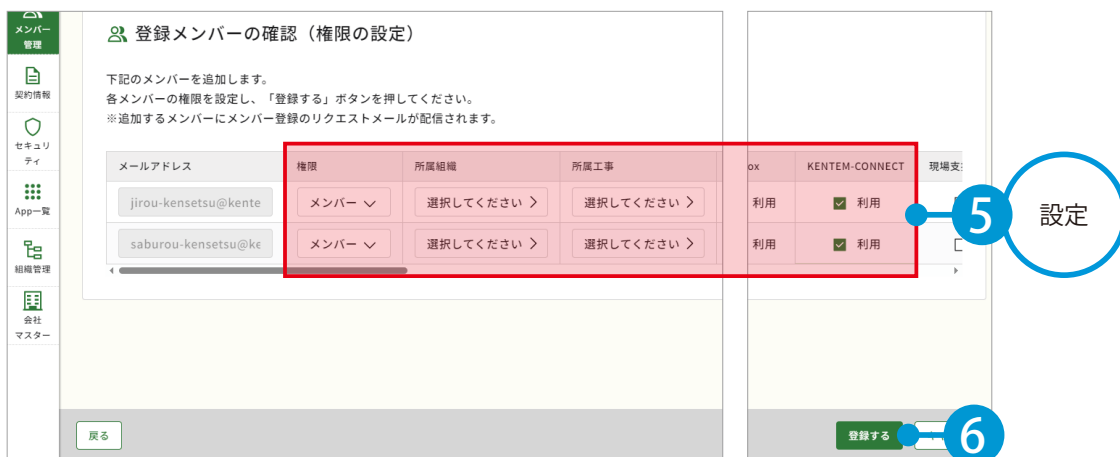 メンバー
管理
契約情報
セキュリ
ティ
App一覧
組織管理
会社
マスター
登録メンバーの確認（権限の設定）
下記のメンバーを追加します。
各メンバーの権限を設定し、「登録する」ボタンを押してください。
※追加するメンバーにメンバー登録のリクエストメールが配信されます。
メールアドレス 権限 所属組織 所属工事 ox KENTEM-CONNECT 現場支
jirou-kensetsu@kente メンバー 選択してください 選択してください 利用 利用
saburou-kensetsu@ke メンバー 選択してください 選択してください 利用 利用
5 設定
戻る 登録する 6